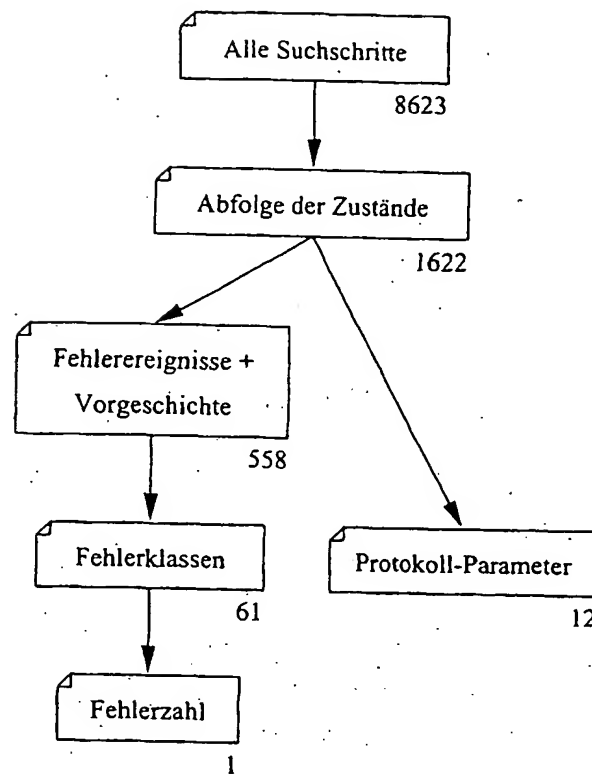 Alle Suchschritte
8623
Abfolge der Zustände
1622
Fehlerereignisse +
Vorgeschichte
558
Fehlerklassen
61
Protokoll-Parameter
12
Fehlerzahl
1